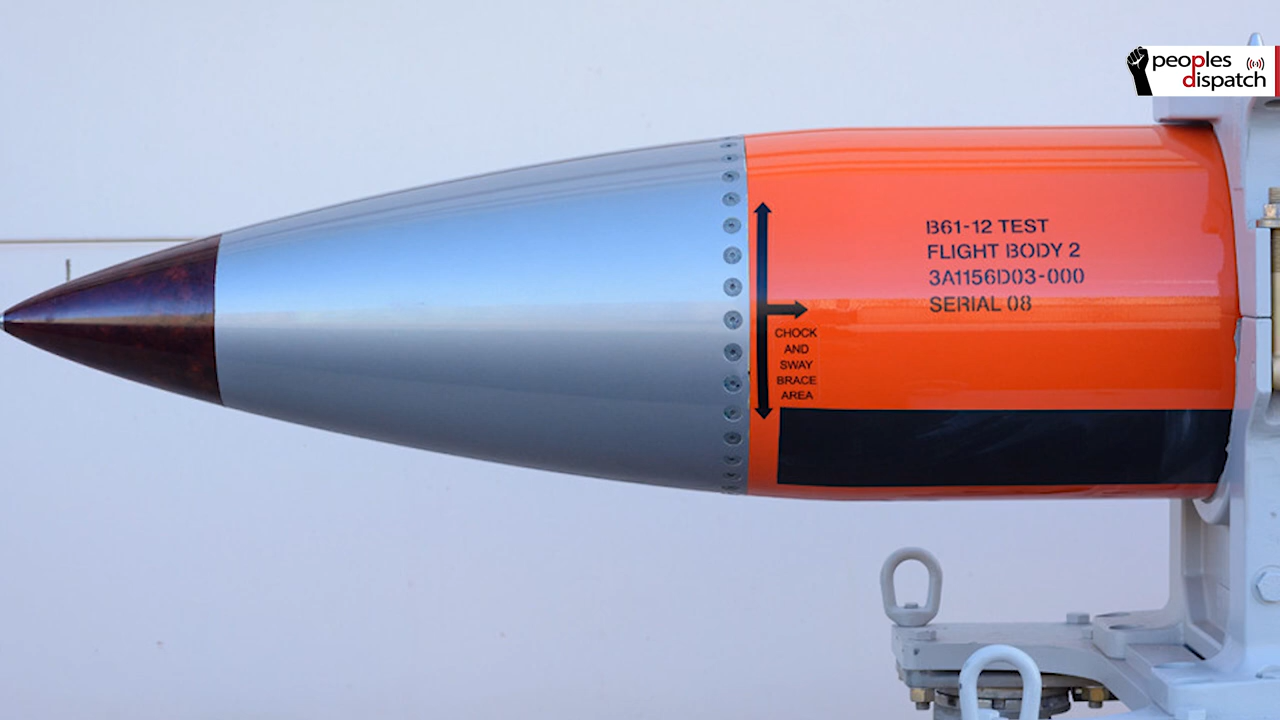 peoples
dispatch
B61-12 TEST
FLIGHT BODY 2
3A1156D03-000
SERIAL 08
CHOCK
AND
SWAY
BRACE
AREA